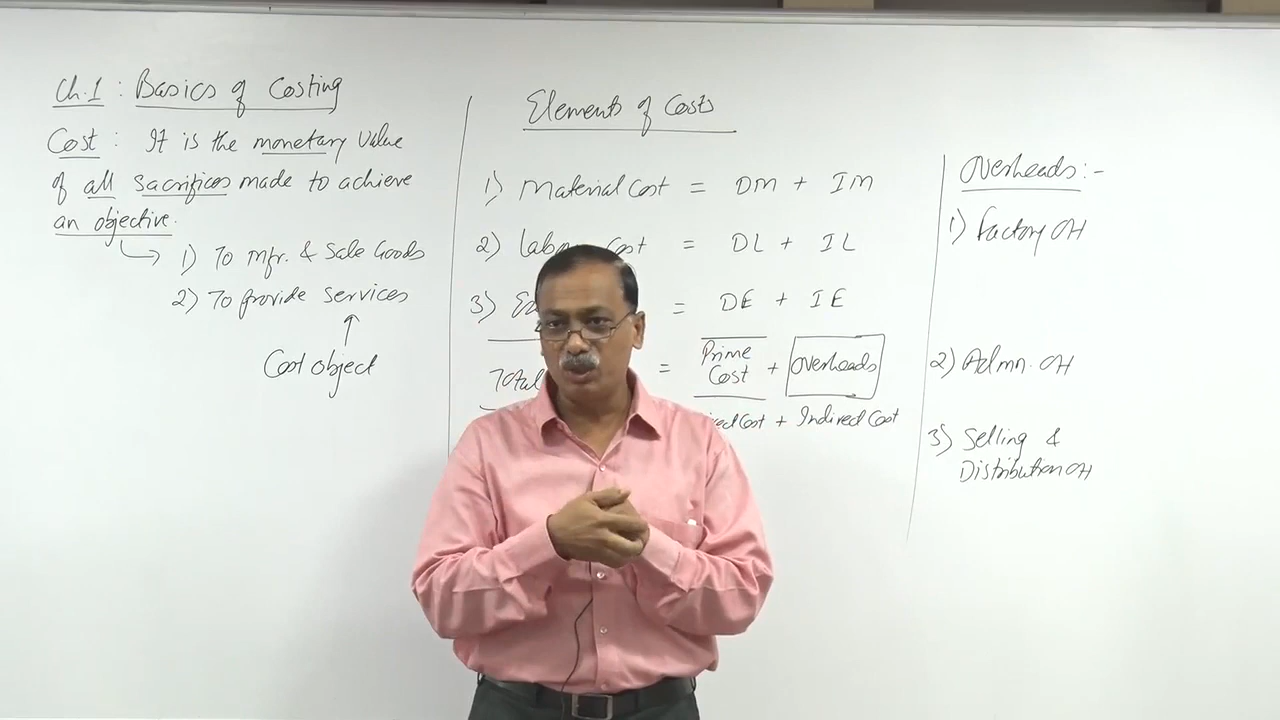 Ch.1 : Basics of Costing
Cost : It is the monetary value
of all sacrifices made to achieve
an objective.
1) To Mfr. & Sale Goods
2) To provide services
Cost object
Elements of Costs
1) Material Cost = DM + IM
2) Cost = DL + IL
3) = DE + IE
= Prime Cost + Overheads
+ Indirect Cost
Overheads :-
1) Factory OH
2) Admn. OH
3) Selling &
Distribution OH